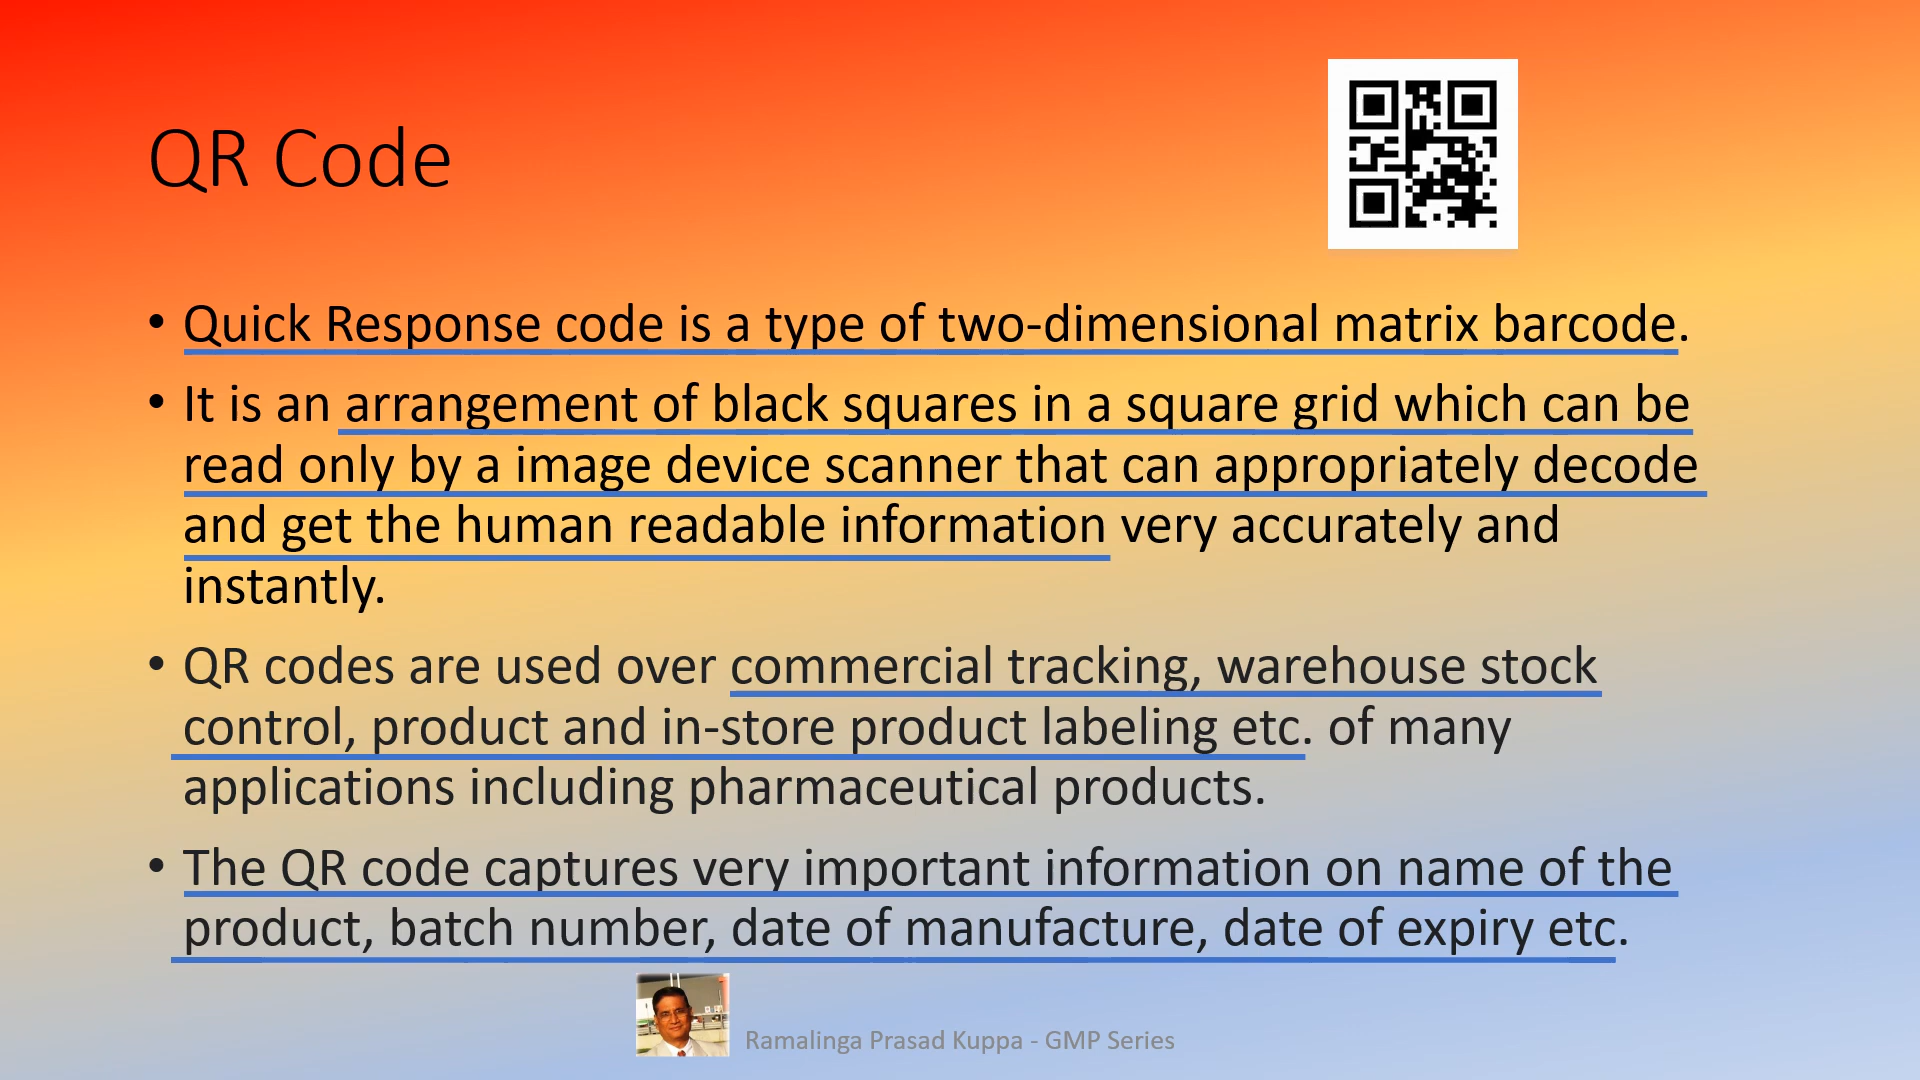 QR Code
• Quick Response code is a type of two-dimensional matrix barcode.
• It is an arrangement of black squares in a square grid which can be
read only by a image device scanner that can appropriately decode
and get the human readable information very accurately and
instantly.
• QR codes are used over commercial tracking, warehouse stock
control, product and in-store product labeling etc. of many
applications including pharmaceutical products.
• The QR code captures very important information on name of the
product, batch number, date of manufacture, date of expiry etc.
Ramalinga Prasad Kuppa - GMP Series